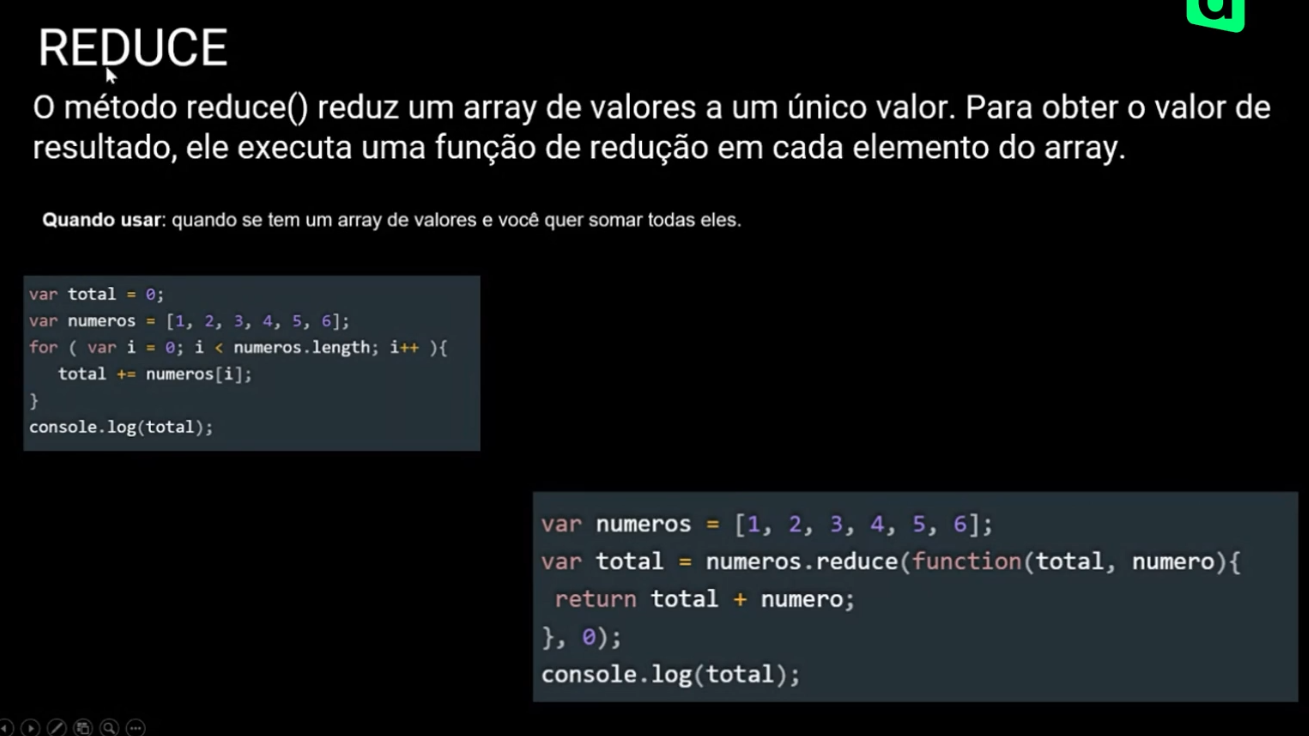 REDUCE
O método reduce() reduz um array de valores a um único valor. Para obter o valor de
resultado, ele executa uma função de redução em cada elemento do array.
Quando usar: quando se tem um array de valores e você quer somar todas eles.
var total = 0;
var numeros = [1, 2, 3, 4, 5, 6];
for ( var i = 0; i < numeros.length; i++ ){
   total += numeros[i];
}
console.log(total);
var numeros = [1, 2, 3, 4, 5, 6];
var total = numeros.reduce(function(total, numero){
 return total + numero;
}, 0);
console.log(total);